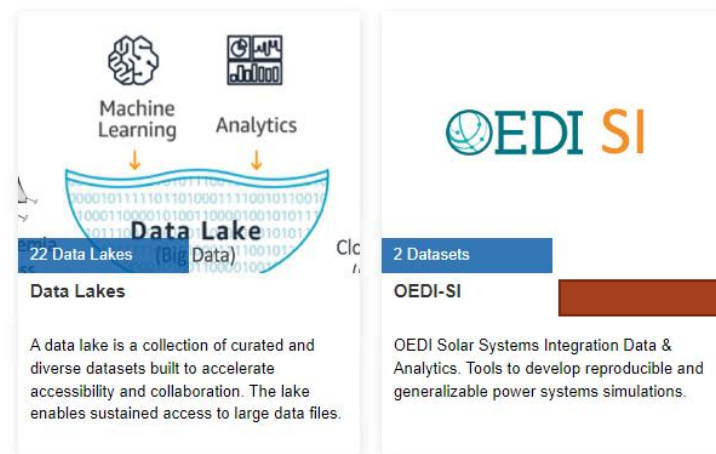 Machine
Learning
Analytics
Data Lake
(Big Data)
22 Data Lakes
Data Lakes
A data lake is a collection of curated and
diverse datasets built to accelerate
accessibility and collaboration. The lake
enables sustained access to large data files.
OEDI SI
2 Datasets
OEDI-SI
OEDI Solar Systems Integration Data &
Analytics. Tools to develop reproducible and
generalizable power systems simulations.